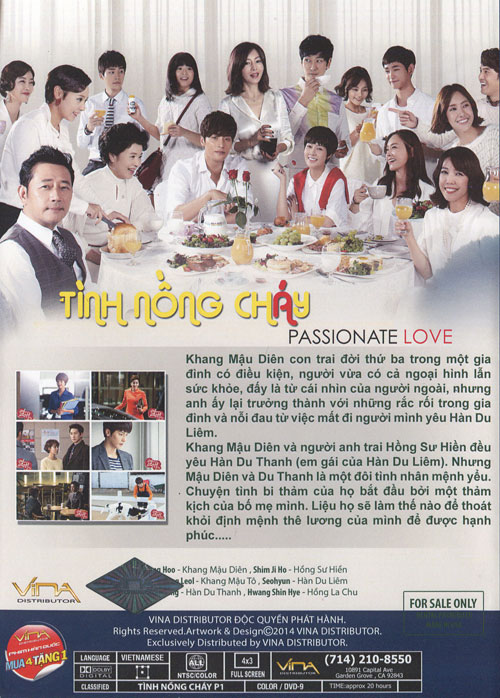 TÌNH NỒNG CHÁY
PASSIONATE LOVE
Khang Mậu Diên con trai đời thứ ba trong một gia
đình có điều kiện, người vừa có cả ngoại hình lẫn
sức khỏe, đấy là từ cái nhìn của người ngoài, nhưng
anh ấy lại trưởng thành với những rắc rối trong gia
đình và nỗi đau từ việc mất đi người mình yêu Hàn Du
Liêm.
Khang Mậu Diên và người anh trai Hồng Sư Hiền đều
yêu Hàn Du Thanh (em gái của Hàn Du Liêm). Nhưng
Mậu Diên và Du Thanh là một đôi tình nhân mệnh yểu.
Chuyện tình bi thảm của họ bắt đầu bởi một thảm
kịch của bố mẹ mình. Liệu họ sẽ làm thế nào để thoát
khỏi định mệnh thê lương của mình để được hạnh
phúc.....
Hoo - Khang Mậu Diên , Shim Ji Ho - Hồng Sư Hiền
Leol - Khang Mậu Tô , Seohyun - Hàn Du Liêm
- Hàn Du Thanh , Hwang Shin Hye - Hồng La Chu
VINA
DISTRIBUTOR
FOR SALE ONLY
VINA DISTRIBUTOR ĐỘC QUYỀN PHÁT HÀNH.
Rights Reserved.Artwork & Design©2014 VINA DISTRIBUTOR.
Exclusively Distributed by VINA DISTRIBUTOR.
VINA
PHIM HÀN QUỐC
MUA 4 TẶNG 1
LANGUAGE VIETNAMESE ALL 4x3 VINA (714) 210-8550
DOLBY DIGITAL NTSC/COLOR FULL SCREEN DISTRIBUTOR 10891 Capital Ave
Garden Grove , CA 92843
CLASSIFIED TÌNH NỒNG CHÁY P1 COLOR / DVD-9 TIME:approx 20 hours